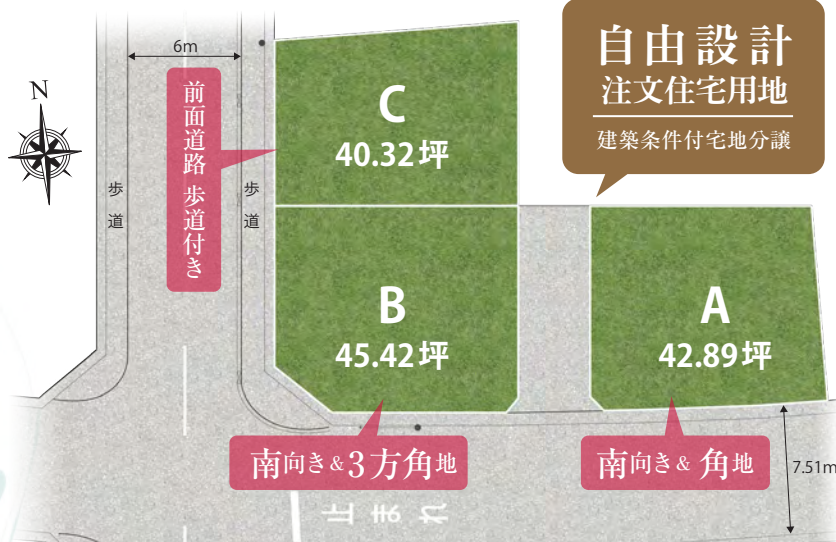 自由設計
注文住宅用地
建築条件付宅地分譲
6m
N
前面道路 歩道付き
歩道
歩道
C
40.32坪
B
45.42坪
A
42.89坪
南向き&3方角地
南向き& 角地
7.51m
止まれ